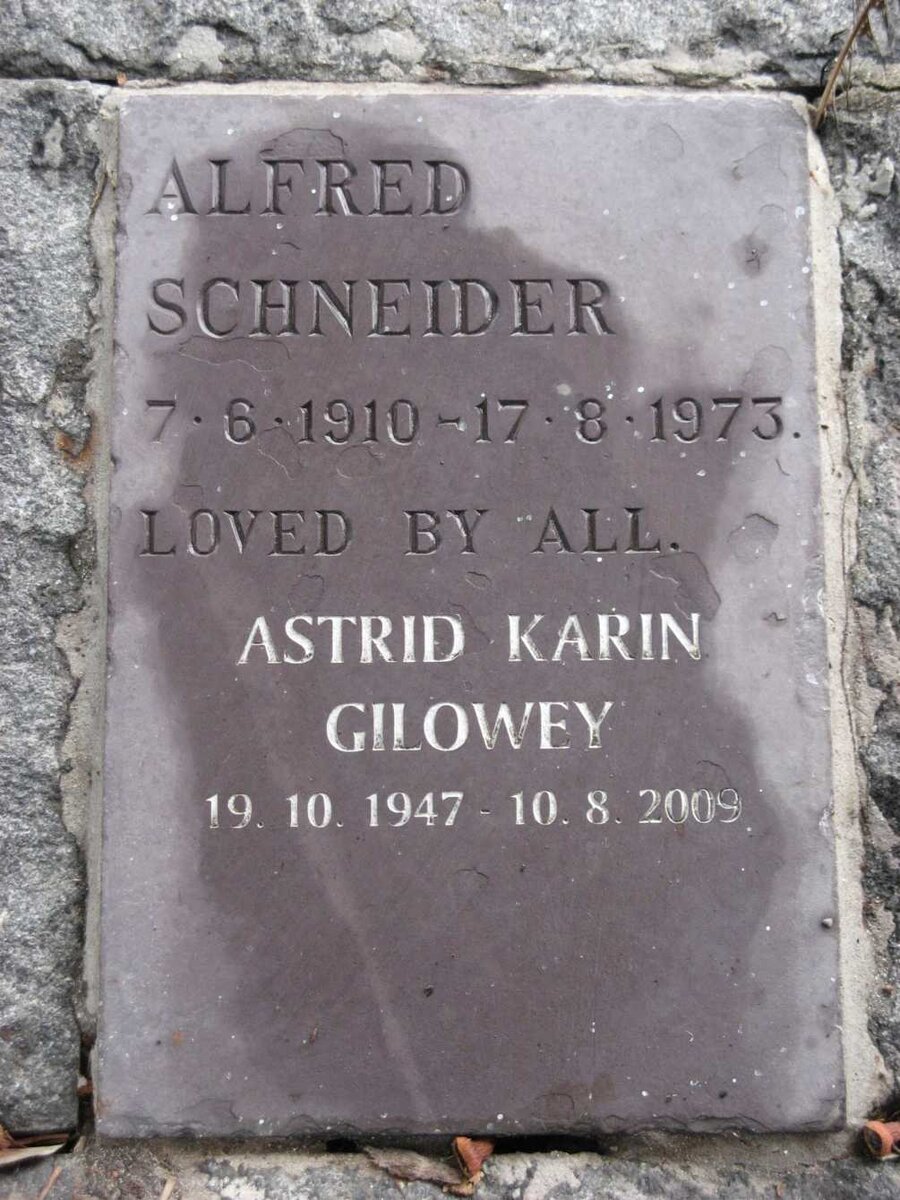 ALFRED
SCHNEIDER
7·6·1910-17·8·1973.
LOVED BY ALL.
ASTRID KARIN
GILOWEY
19. 10. 1947 - 10. 8. 2009